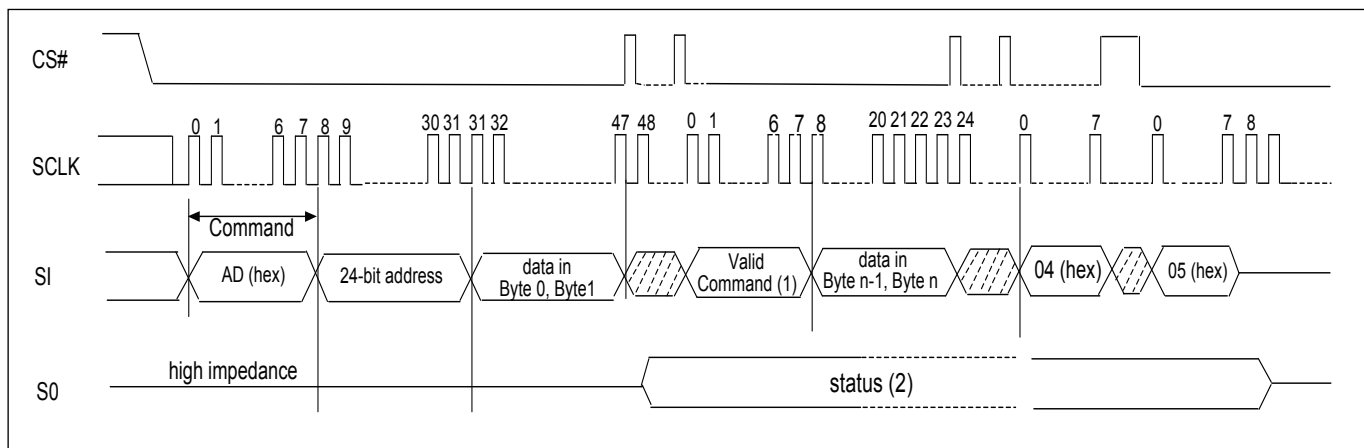 CS#
0 1 6 7 8 9 30 31 31 32 47 48 0 1 6 7 8 20 21 22 23 24 0 7 0 7 8
SCLK
Command
SI
AD (hex)
24-bit address
data in
Byte 0, Byte1
Valid
Command (1)
data in
Byte n-1, Byte n
04 (hex)
05 (hex)
high impedance
S0
status (2)